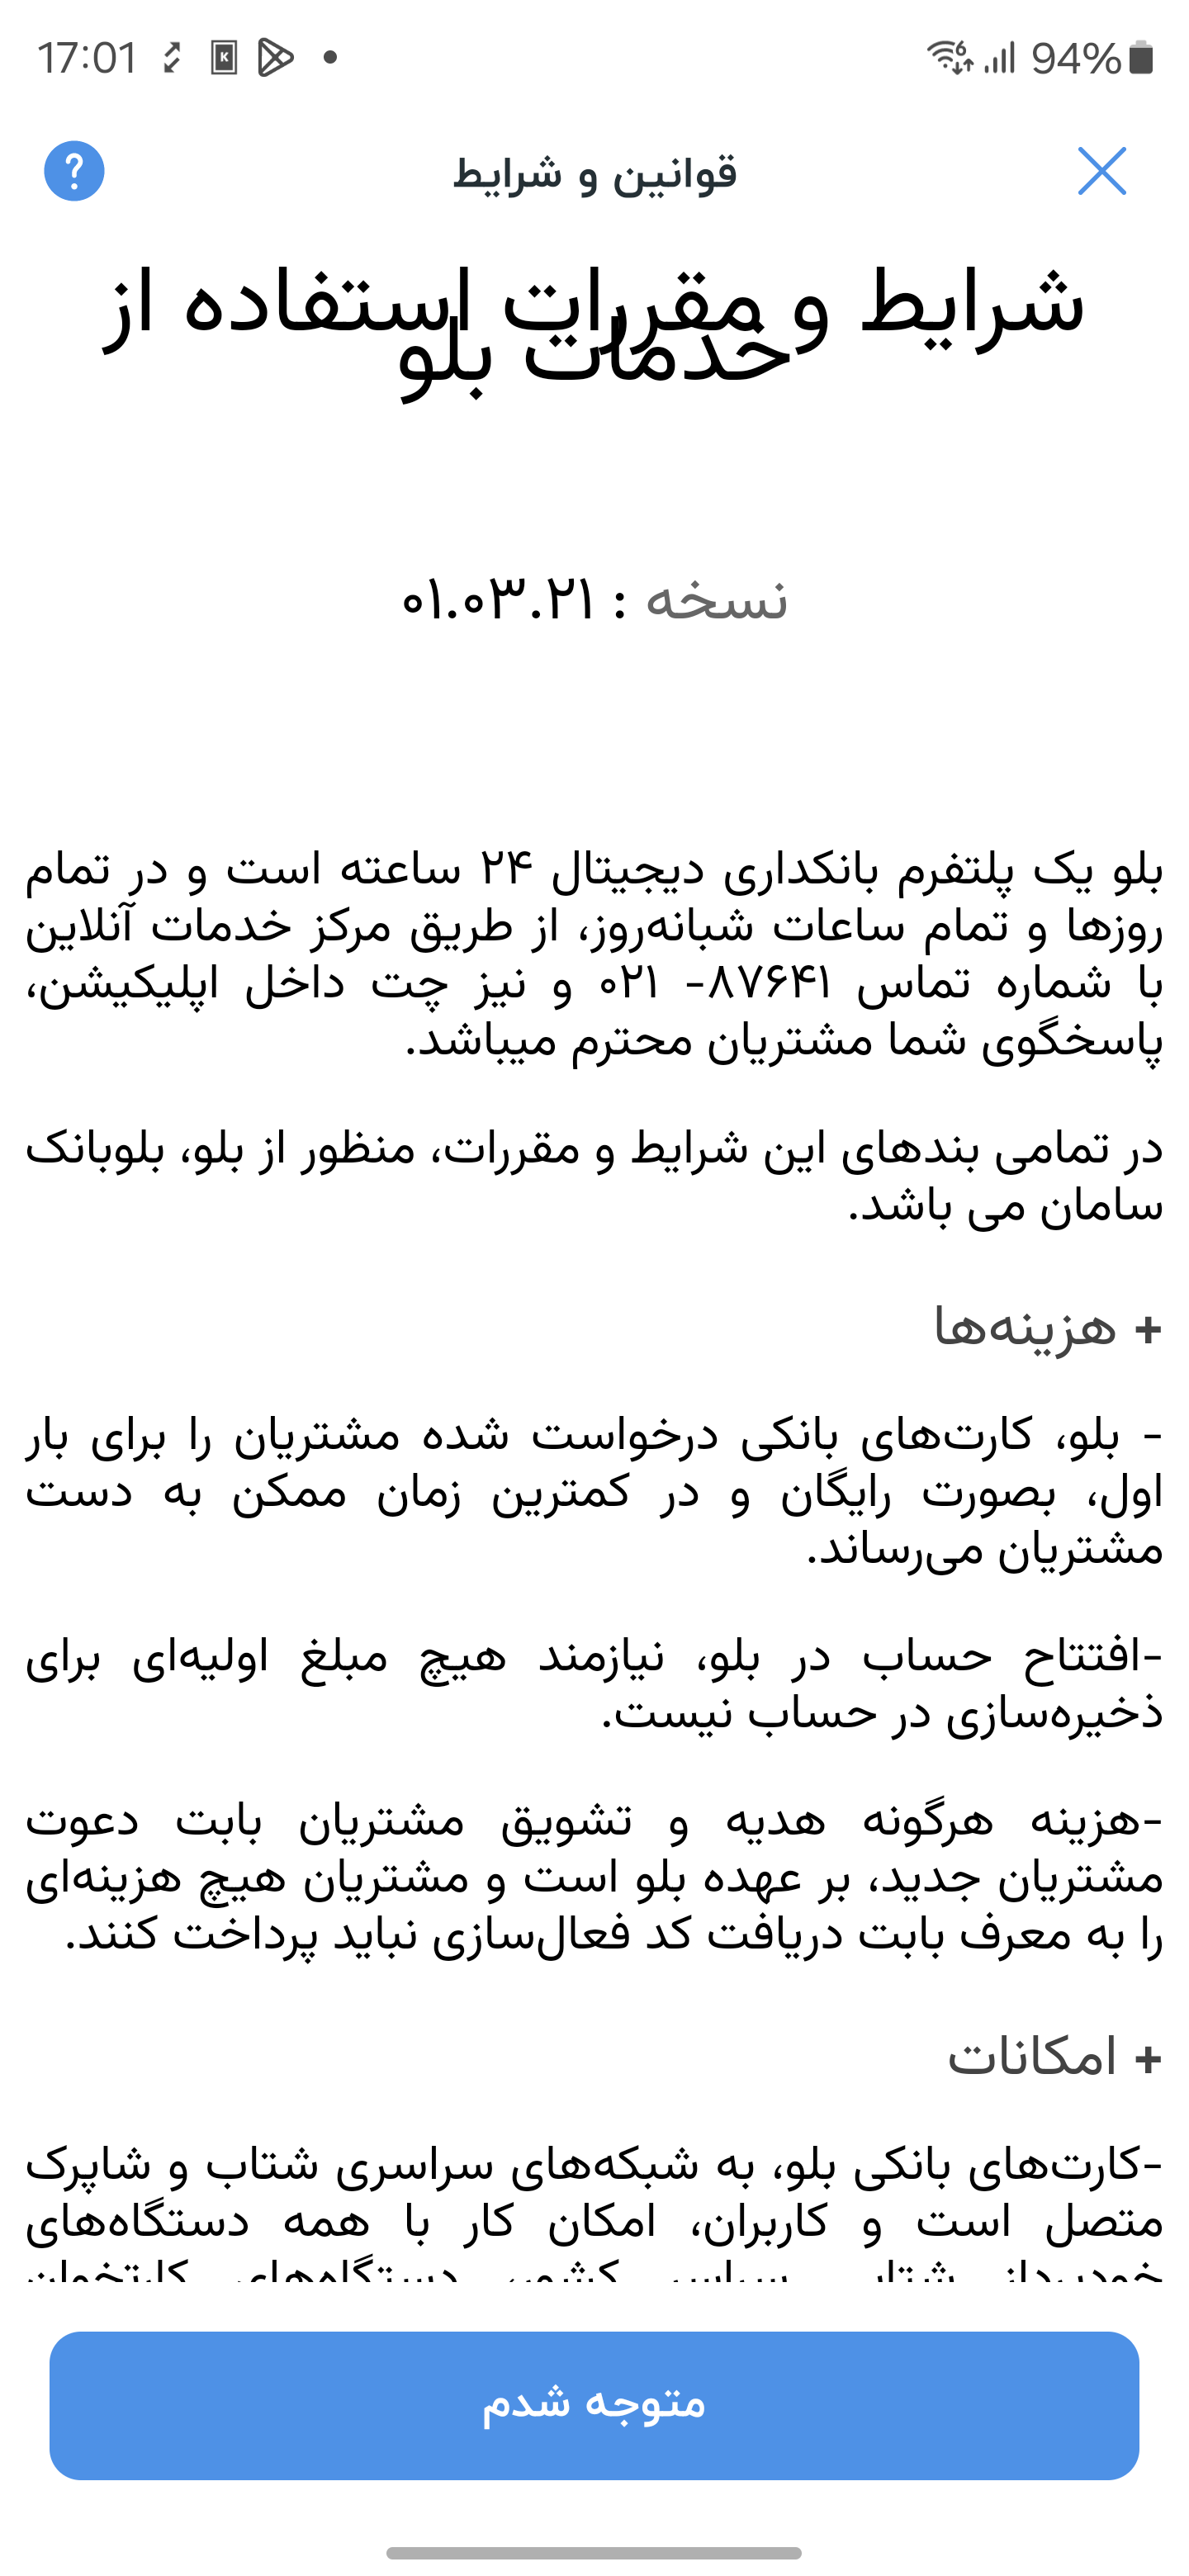 17:01
94%
قوانین و شرایط
شرایط و مقررات استفاده از
خدمات بلو
نسخه : ۰۱.۰۳.۲۱
بلو یک پلتفرم بانکداری دیجیتال ۲۴ ساعته است و در تمام
روزها و تمام ساعات شبانه‌روز، از طریق مرکز خدمات آنلاین
با شماره تماس ۸۷۶۴۱- ۰۲۱ و نیز چت داخل اپلیکیشن،
پاسخگوی شما مشتریان محترم میباشد.
در تمامی بندهای این شرایط و مقررات، منظور از بلو، بلوبانک
سامان می باشد.
+ هزینه‌ها
- بلو، کارت‌های بانکی درخواست شده مشتریان را برای بار
اول، بصورت رایگان و در کمترین زمان ممکن به دست
مشتریان می‌رساند.
-افتتاح حساب در بلو، نیازمند هیچ مبلغ اولیه‌ای برای
ذخیره‌سازی در حساب نیست.
-هزینه هرگونه هدیه و تشویق مشتریان بابت دعوت
مشتریان جدید، بر عهده بلو است و مشتریان هیچ هزینه‌ای
را به معرف بابت دریافت کد فعال‌سازی نباید پرداخت کنند.
+ امکانات
-کارت‌های بانکی بلو، به شبکه‌های سراسری شتاب و شاپرک
متصل است و کاربران، امکان کار با همه دستگاه‌های
خودپرداز شتابی سراسر کشور، دستگاه‌های کارتخوان
متوجه شدم